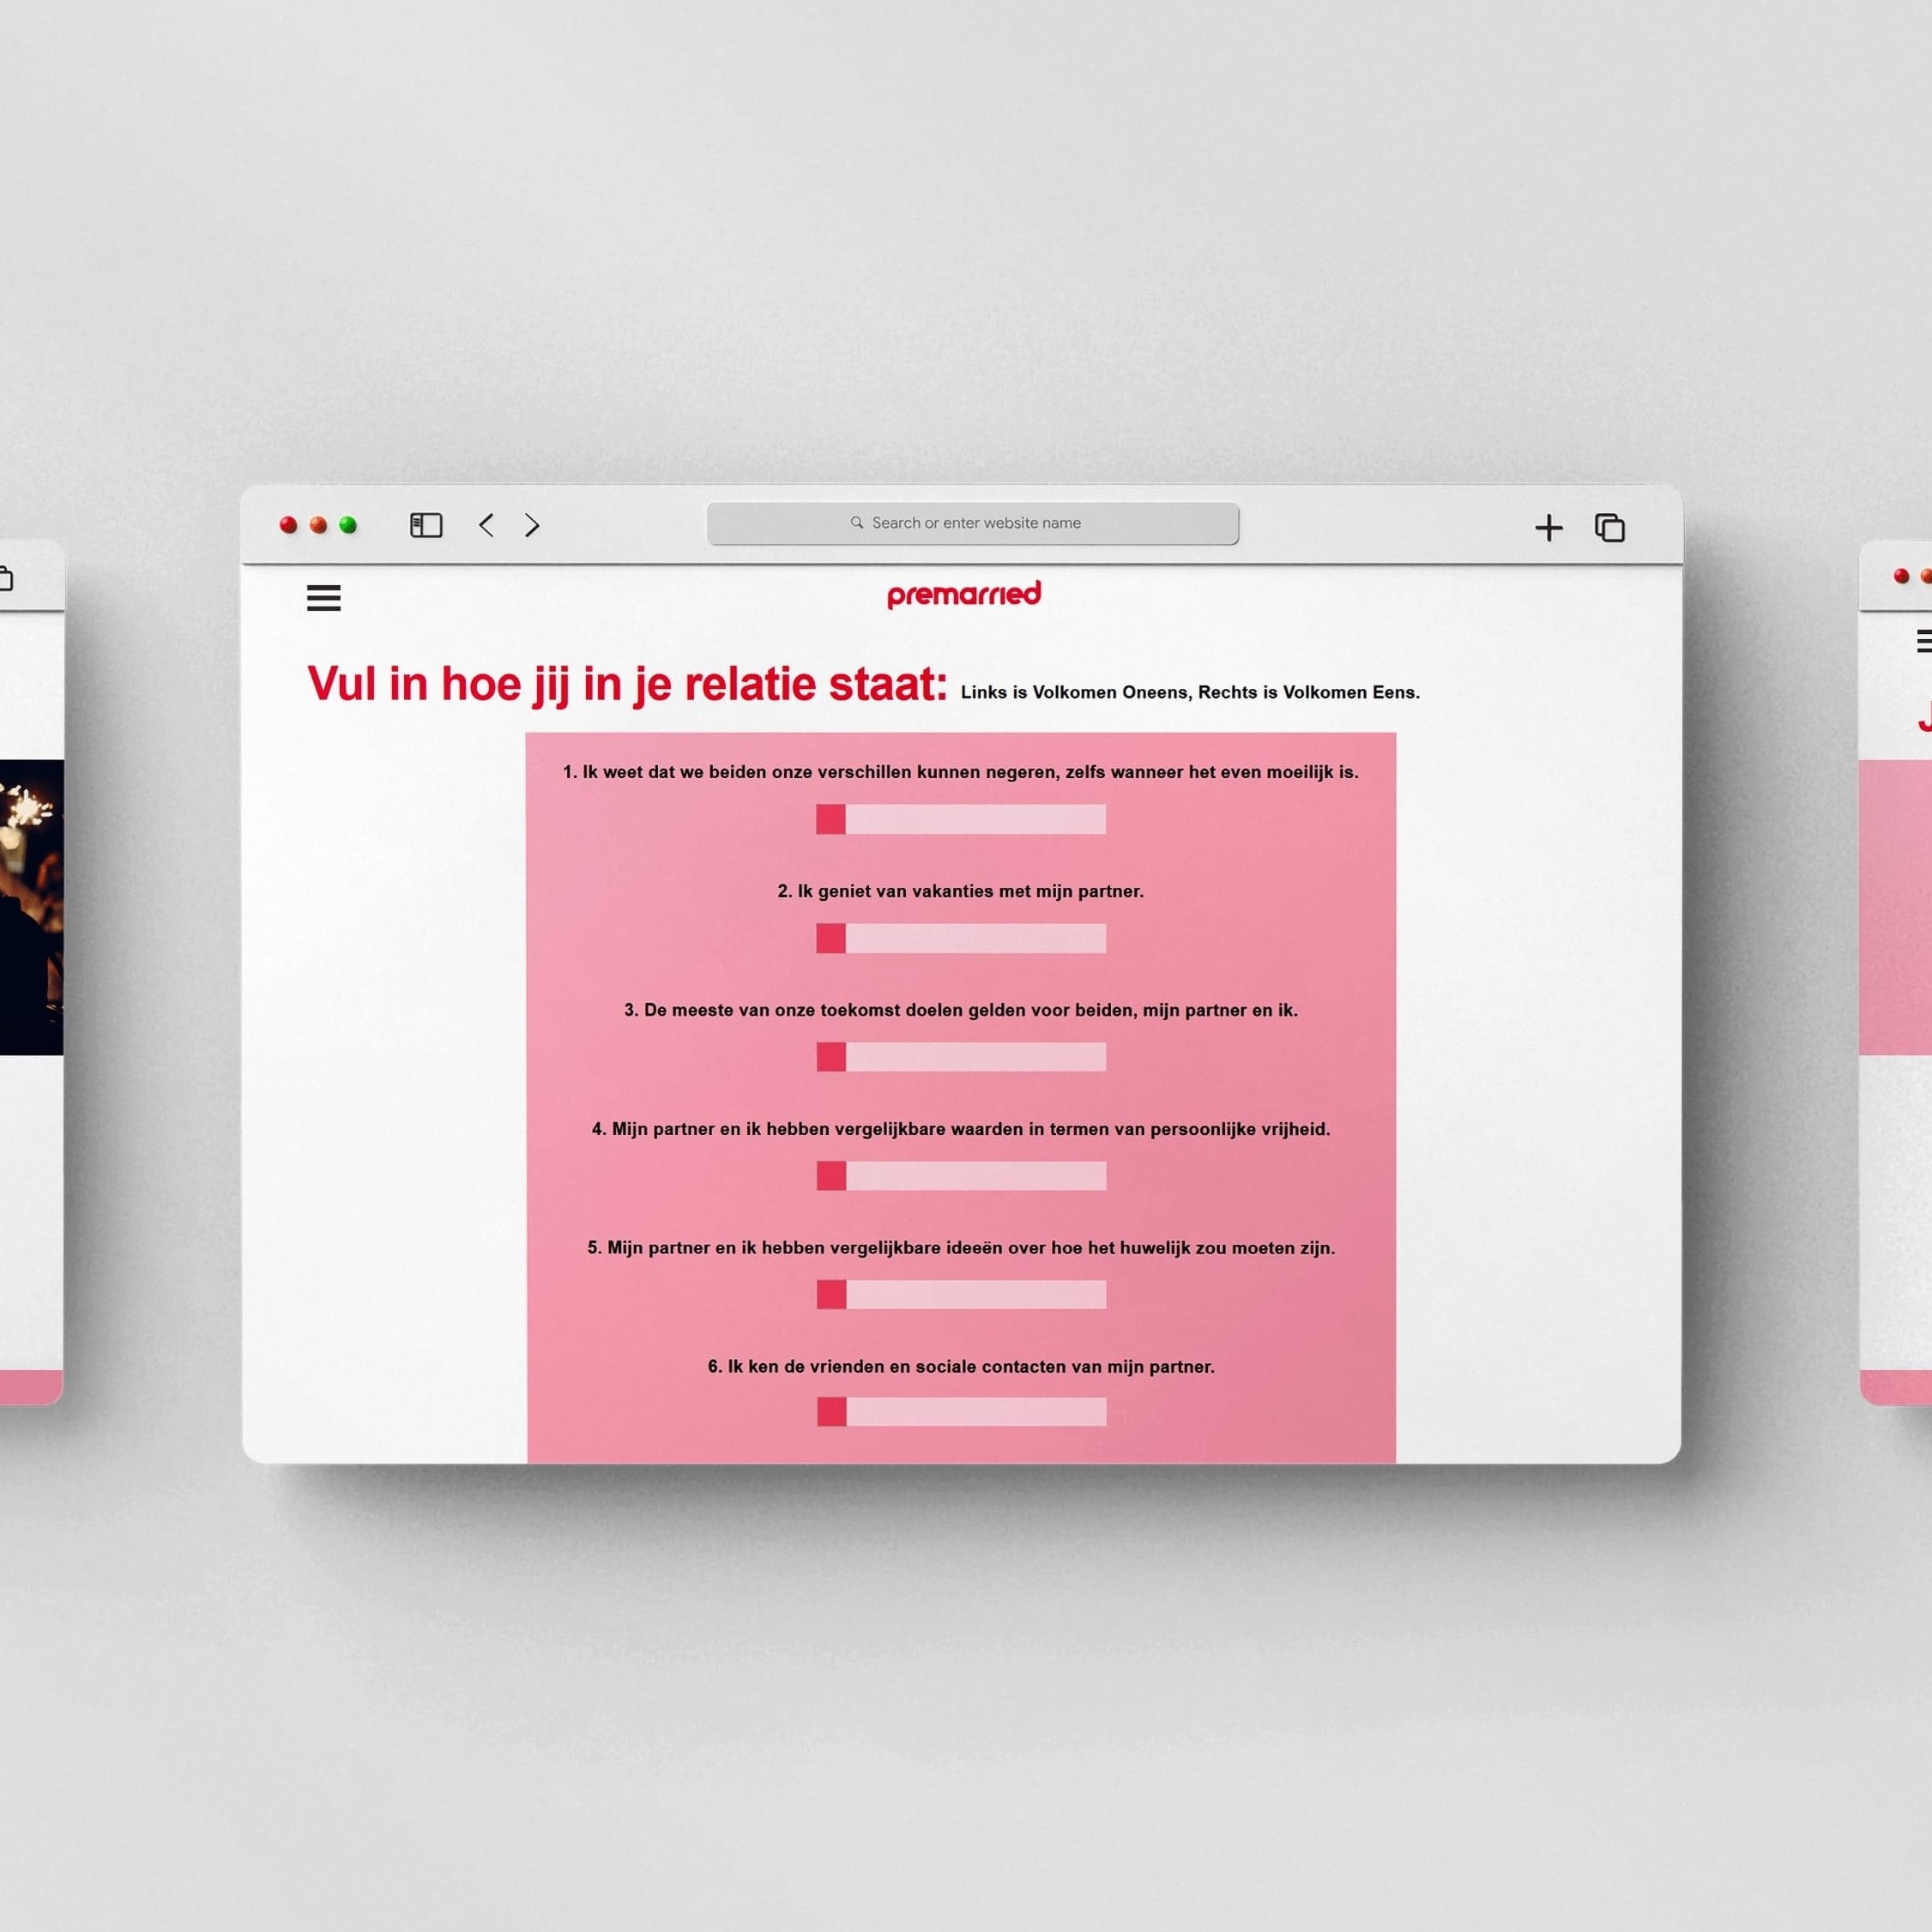 Search or enter website name
premarried
Vul in hoe jij in je relatie staat: Links is Volkomen Oneens, Rechts is Volkomen Eens.
1. Ik weet dat we beiden onze verschillen kunnen negeren, zelfs wanneer het even moeilijk is.
2. Ik geniet van vakanties met mijn partner.
3. De meeste van onze toekomst doelen gelden voor beiden, mijn partner en ik.
4. Mijn partner en ik hebben vergelijkbare waarden in termen van persoonlijke vrijheid.
5. Mijn partner en ik hebben vergelijkbare ideeën over hoe het huwelijk zou moeten zijn.
6. Ik ken de vrienden en sociale contacten van mijn partner.